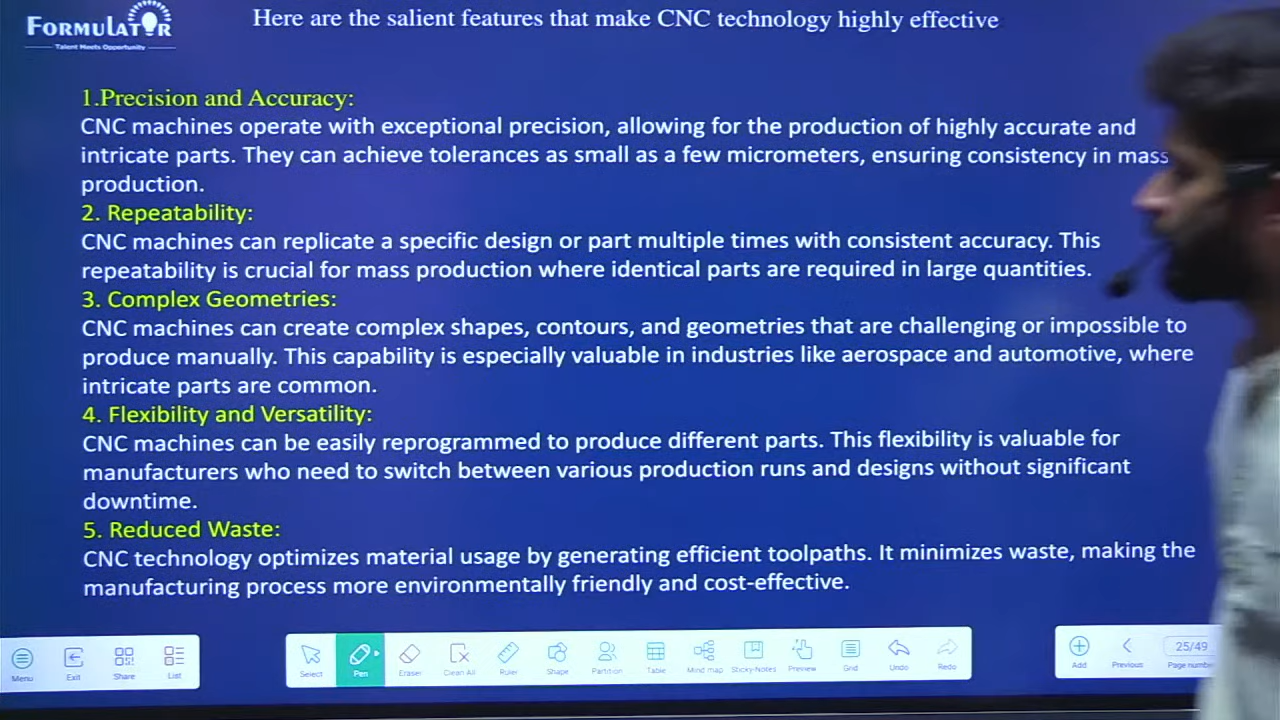 FORMULATOR
Talent Meets Opportunity
Here are the salient features that make CNC technology highly effective
1.Precision and Accuracy:
CNC machines operate with exceptional precision, allowing for the production of highly accurate and
intricate parts. They can achieve tolerances as small as a few micrometers, ensuring consistency in mass
production.
2. Repeatability:
CNC machines can replicate a specific design or part multiple times with consistent accuracy. This
repeatability is crucial for mass production where identical parts are required in large quantities.
3. Complex Geometries:
CNC machines can create complex shapes, contours, and geometries that are challenging or impossible to
produce manually. This capability is especially valuable in industries like aerospace and automotive, where
intricate parts are common.
4. Flexibility and Versatility:
CNC machines can be easily reprogrammed to produce different parts. This flexibility is valuable for
manufacturers who need to switch between various production runs and designs without significant
downtime.
5. Reduced Waste:
CNC technology optimizes material usage by generating efficient toolpaths. It minimizes waste, making the
manufacturing process more environmentally friendly and cost-effective.
Menu Exit Share List Select Pen Eraser Clean All Ruler Shape Partition Table Mind map Sticky-Notes Preview Grid Undo Redo Add Previous 25/49 Page numbe